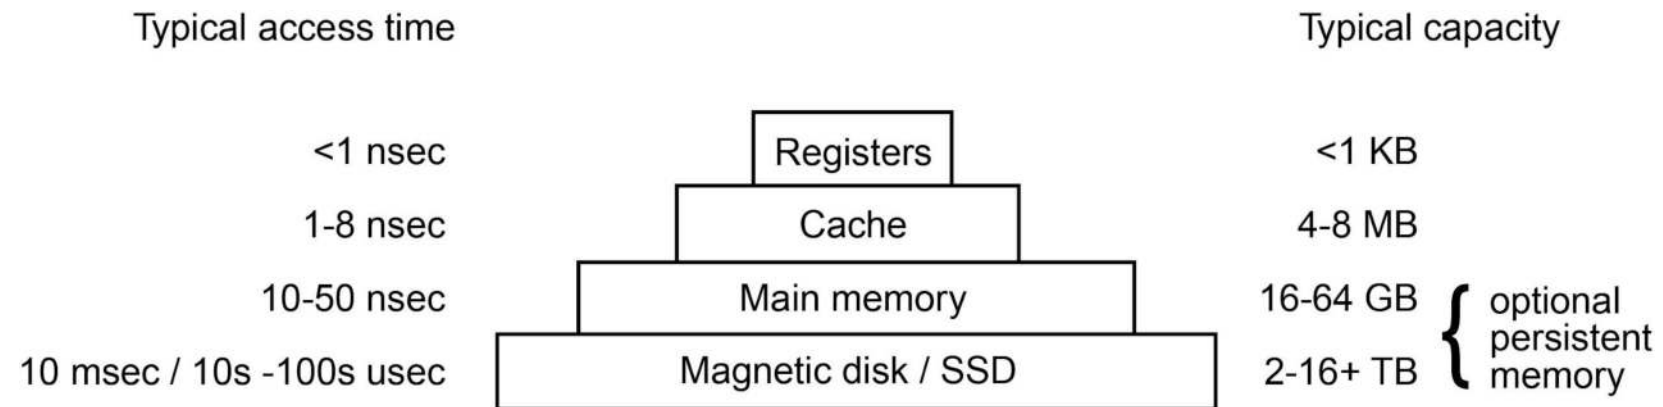 Typical access time Typical capacity
<1 nsec Registers <1 KB
1-8 nsec Cache 4-8 MB
10-50 nsec Main memory 16-64 GB optional
persistent
10 msec / 10s -100s usec Magnetic disk / SSD 2-16+ TB memory